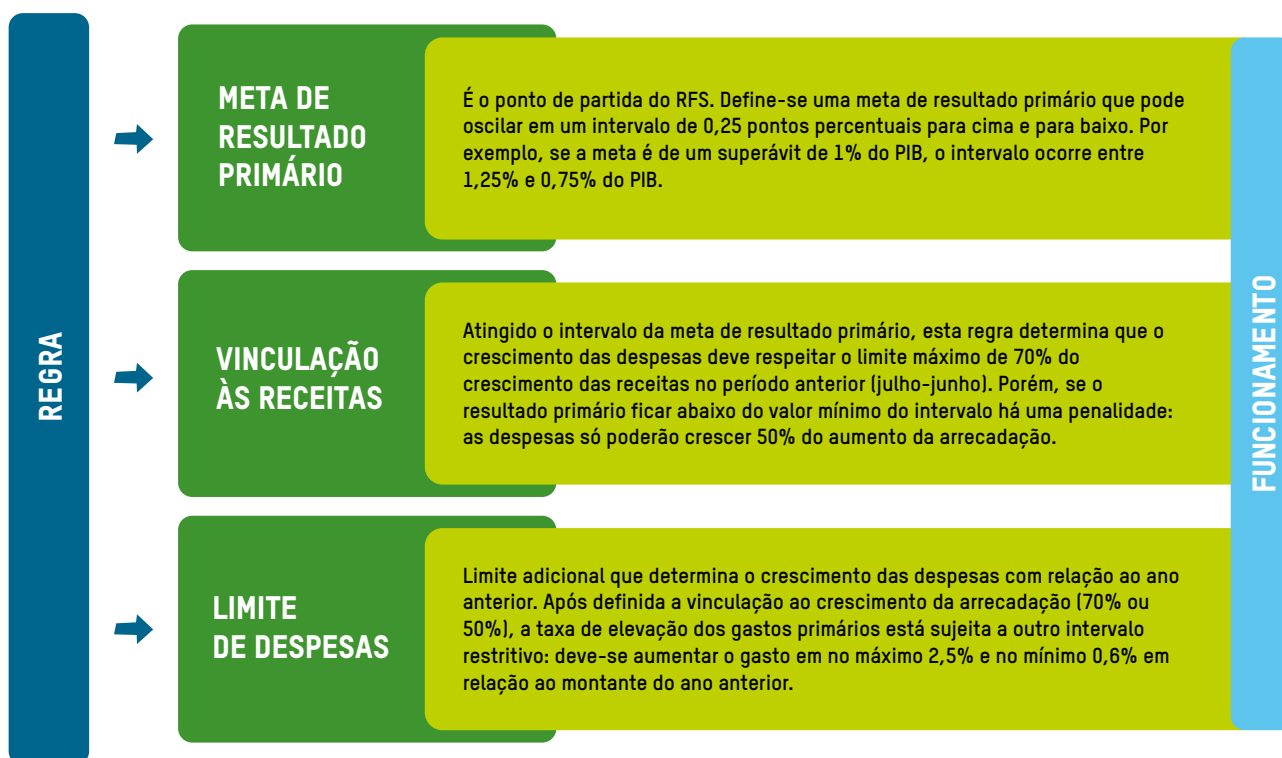 REGRA
META DE
RESULTADO
PRIMÁRIO
É o ponto de partida do RFS. Define-se uma meta de resultado primário que pode
oscilar em um intervalo de 0,25 pontos percentuais para cima e para baixo. Por
exemplo, se a meta é de um superávit de 1% do PIB, o intervalo ocorre entre
1,25% e 0,75% do PIB.
VINCULAÇÃO
ÀS RECEITAS
Atingido o intervalo da meta de resultado primário, esta regra determina que o
crescimento das despesas deve respeitar o limite máximo de 70% do
crescimento das receitas no período anterior (julho-junho). Porém, se o
resultado primário ficar abaixo do valor mínimo do intervalo há uma penalidade:
as despesas só poderão crescer 50% do aumento da arrecadação.
LIMITE
DE DESPESAS
Limite adicional que determina o crescimento das despesas com relação ao ano
anterior. Após definida a vinculação ao crescimento da arrecadação (70% ou
50%), a taxa de elevação dos gastos primários está sujeita a outro intervalo
restritivo: deve-se aumentar o gasto em no máximo 2,5% e no mínimo 0,6% em
relação ao montante do ano anterior.
FUNCIONAMENTO